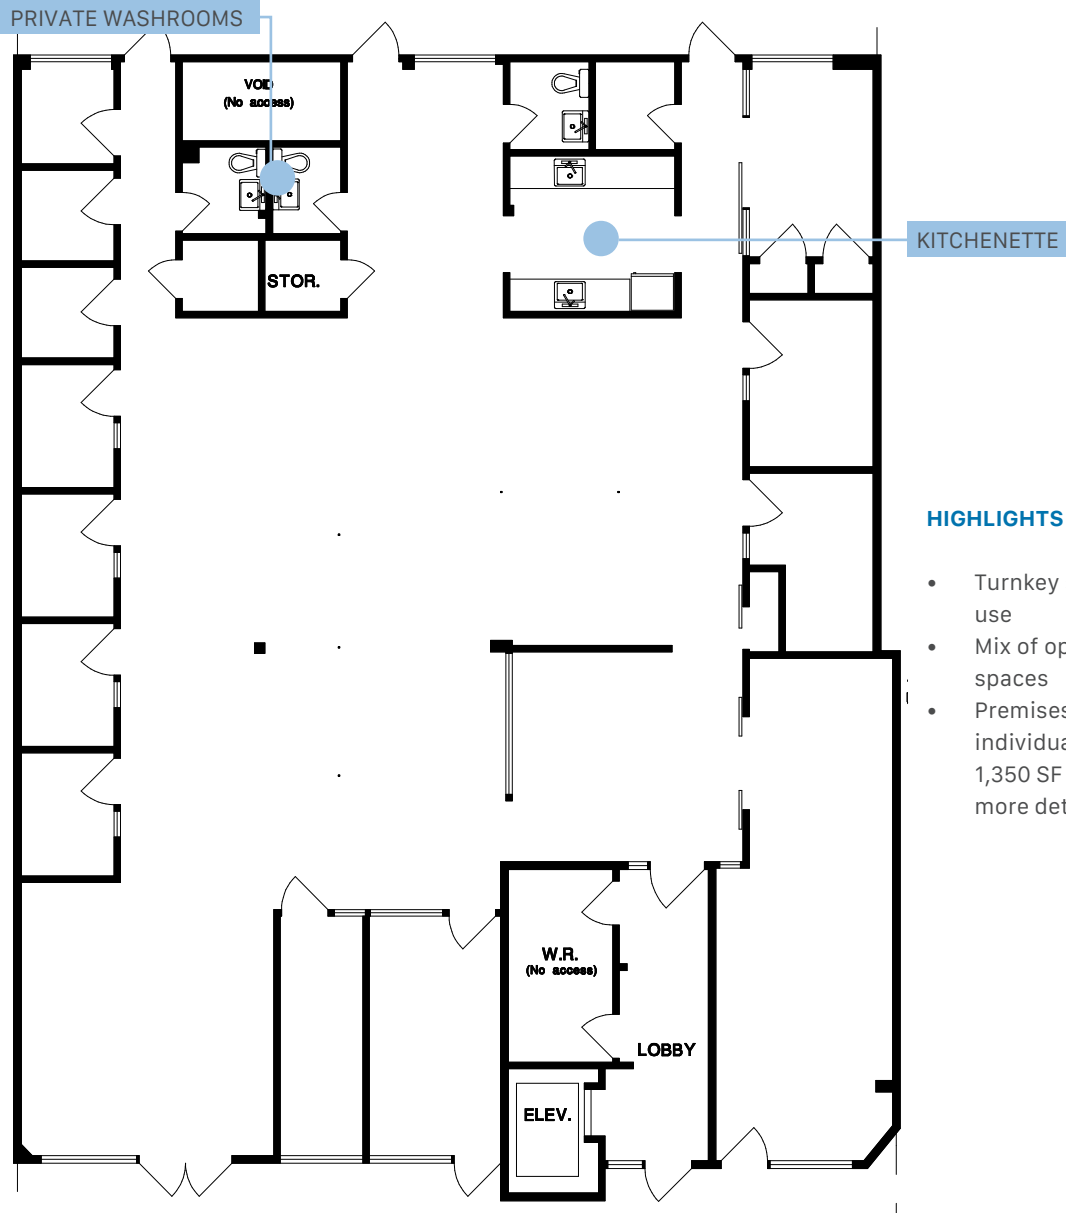 PRIVATE WASHROOMS
VOID
(No access)
STOR.
KITCHENETTE
HIGHLIGHTS
• Turnkey
use
• Mix of op
spaces
• Premises
individua
1,350 SF
more det
W.R.
(No access)
LOBBY
ELEV.